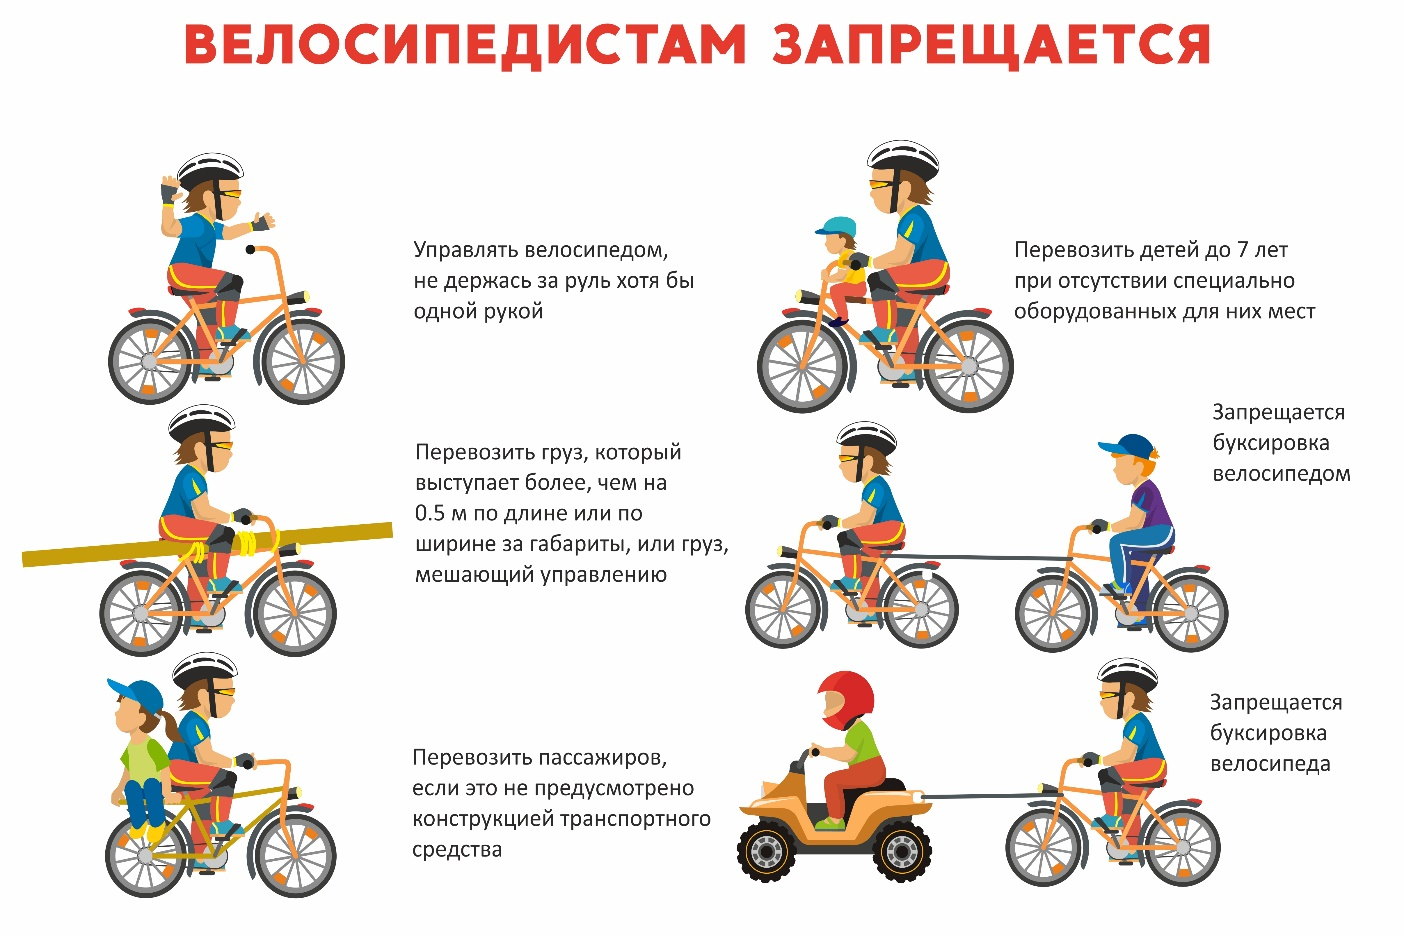 ВЕЛОСИПЕДИСТАМ ЗАПРЕЩАЕТСЯ
Управлять велосипедом,
не держась за руль хотя бы
одной рукой
Перевозить детей до 7 лет
при отсутствии специально
оборудованных для них мест
Перевозить груз, который
выступает более, чем на
0.5 м по длине или по
ширине за габариты, или груз,
мешающий управлению
Запрещается
буксировка
велосипедом
Перевозить пассажиров,
если это не предусмотрено
конструкцией транспортного
средства
Запрещается
буксировка
велосипеда